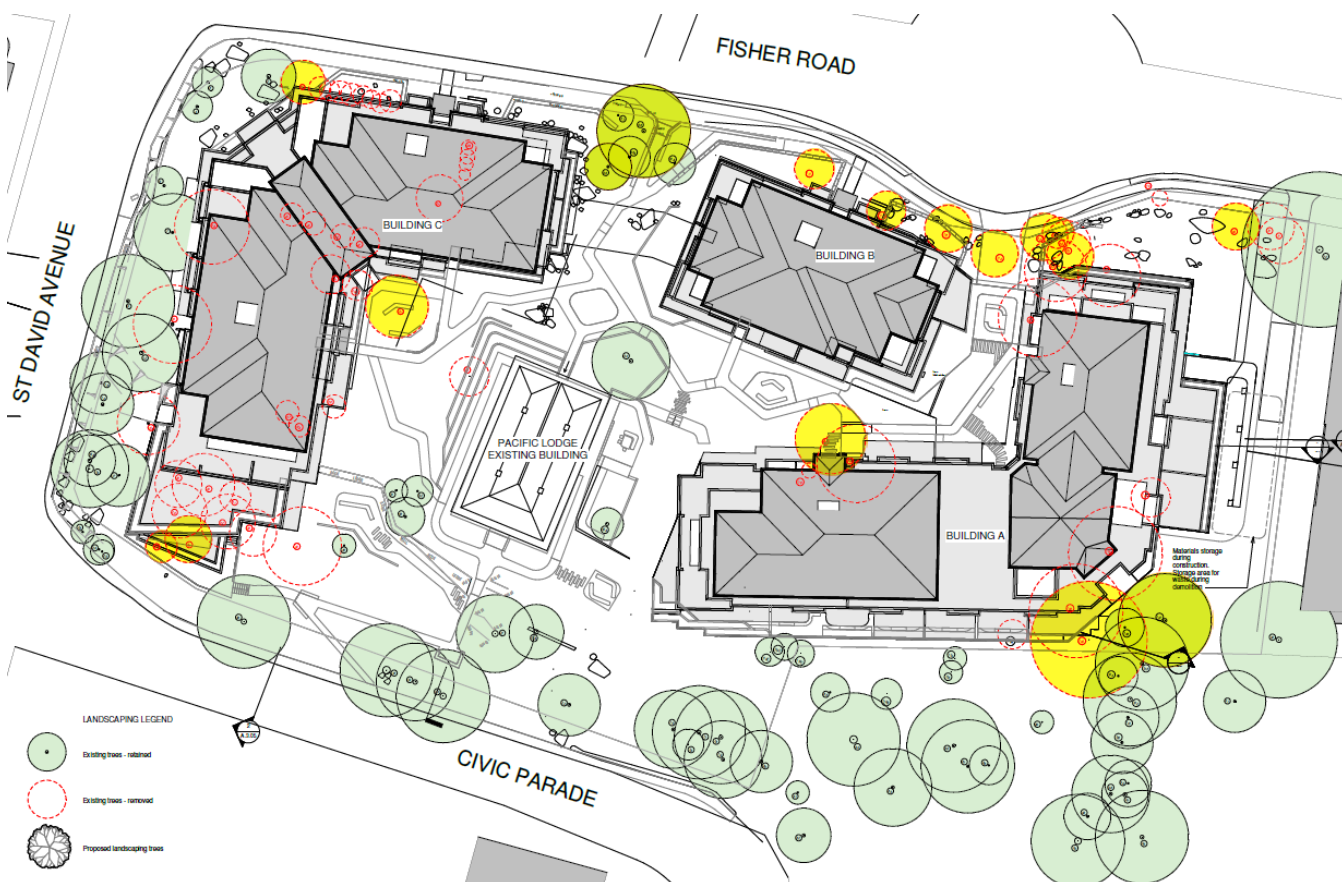 FISHER ROAD
ST DAVID AVENUE
BUILDING C
BUILDING B
PACIFIC LODGE
EXISTING BUILDING
BUILDING A
Materials storage
during
construction.
Storage area for
waste during
demolition
CIVIC PARADE
LANDSCAPING LEGEND
Existing trees - retained
Existing trees - removed
Proposed landscaping trees